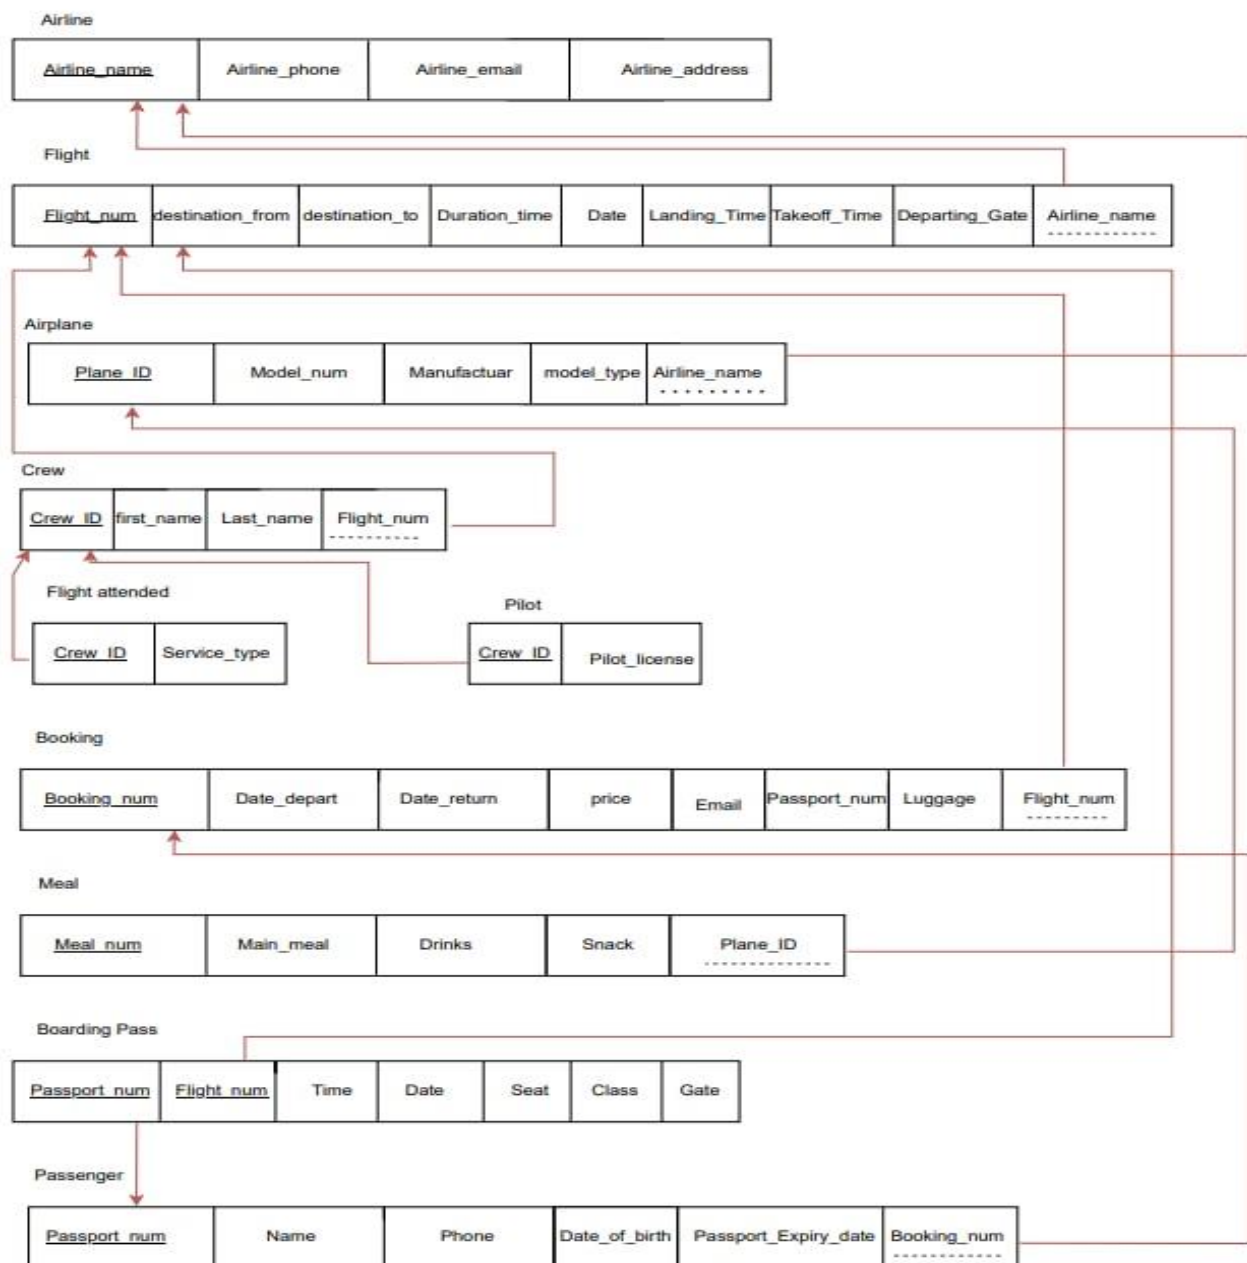 Airline
Airline_name Airline_phone Airline_email Airline_address
Flight
Flight_num destination_from destination_to Duration_time Date Landing_Time Takeoff_Time Departing_Gate Airline_name
Airplane
Plane_ID Model_num Manufactuar model_type Airline_name
Crew
Crew_ID first_name Last_name Flight_num
Flight attended
Pilot
Crew_ID Service_type Crew_ID Pilot_license
Booking
Booking_num Date_depart Date_return price Email Passport_num Luggage Flight_num
Meal
Meal_num Main_meal Drinks Snack Plane_ID
Boarding Pass
Passport_num Flight_num Time Date Seat Class Gate
Passenger
Passport_num Name Phone Date_of_birth Passport_Expiry_date Booking_num